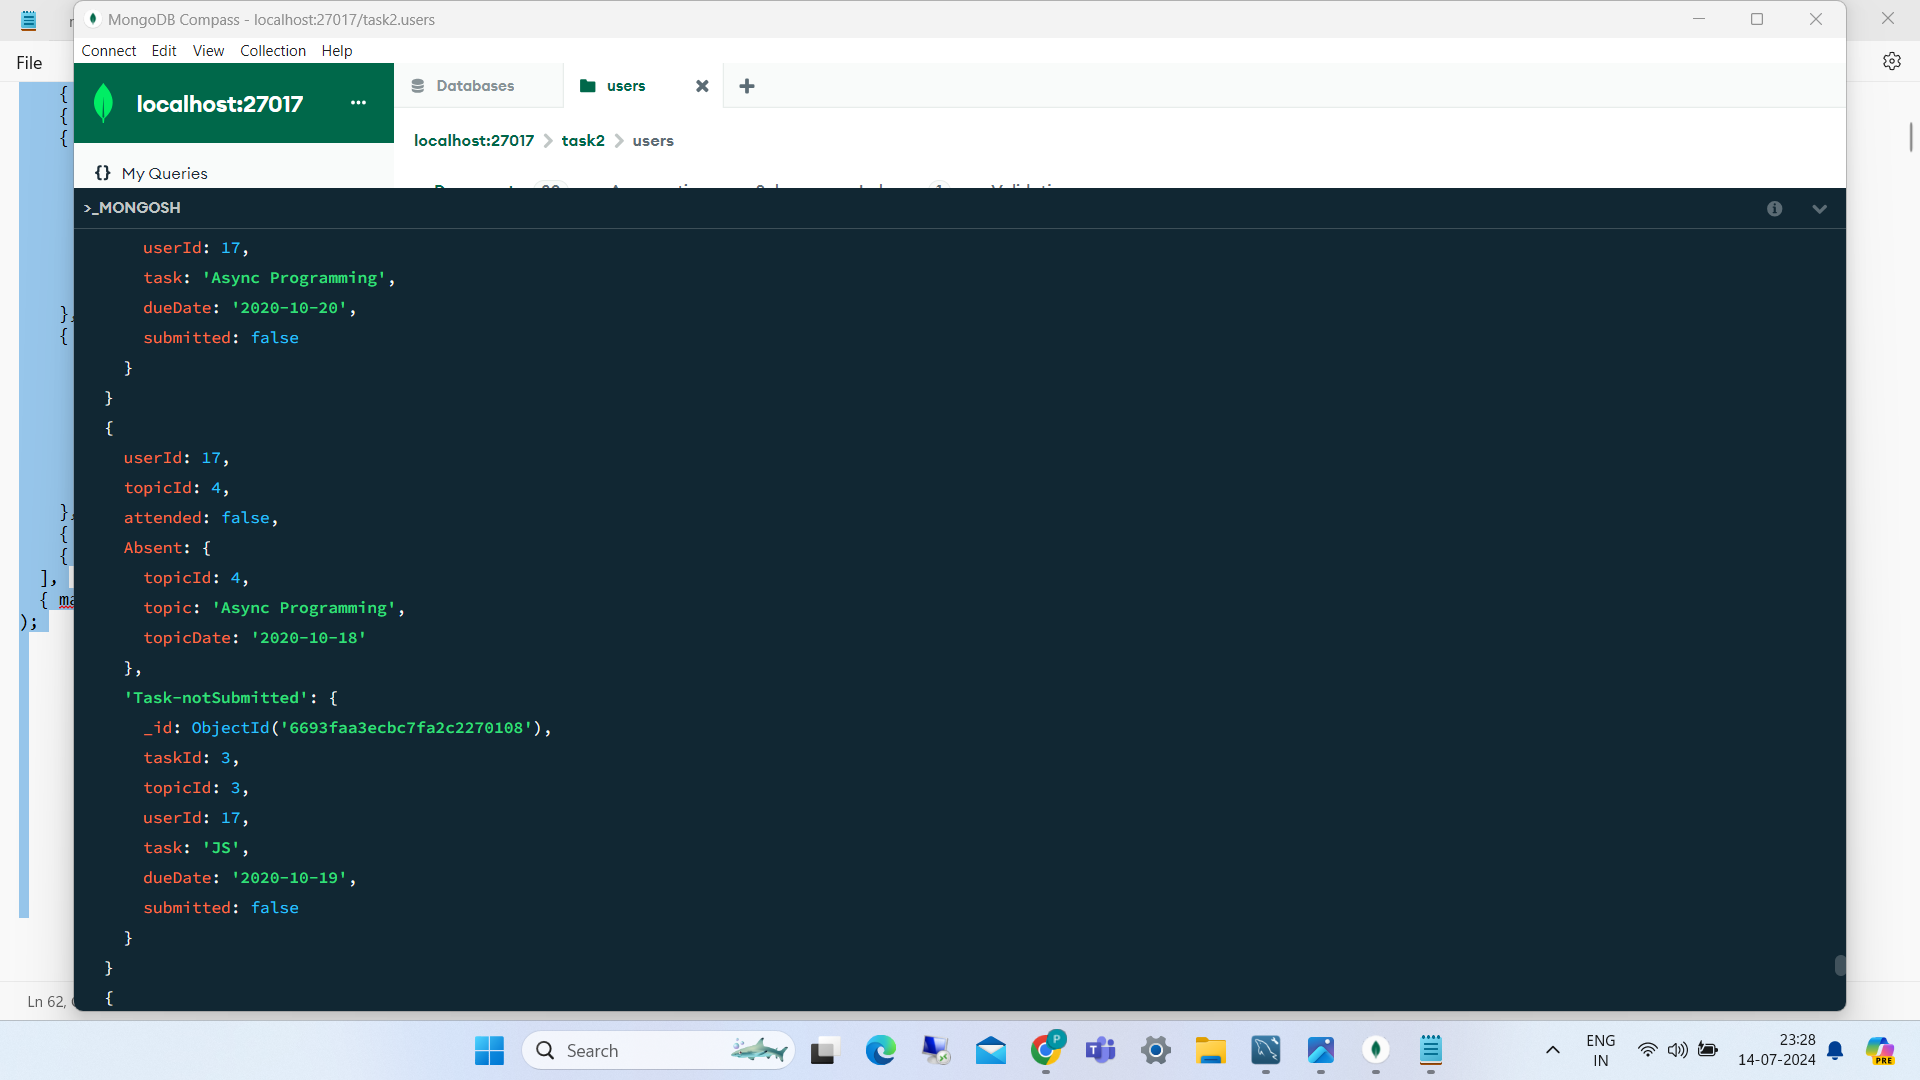 MongoDB Compass - localhost:27017/task2.users
Connect Edit View Collection Help
File
localhost:27017 ...
Databases
users
localhost:27017 > task2 > users
{} My Queries
>_MONGOSH
userId: 17,
task: 'Async Programming',
dueDate: '2020-10-20',
submitted: false
}
}
{
userId: 17,
topicId: 4,
attended: false,
Absent: {
topicId: 4,
topic: 'Async Programming',
topicDate: '2020-10-18'
},
'Task-notSubmitted': {
_id: ObjectId('6693faa3ecbc7fa2c2270108'),
taskId: 3,
topicId: 3,
userId: 17,
task: 'JS',
dueDate: '2020-10-19',
submitted: false
}
}
{
{
{
{
},
{
},
{
{
],
{
);
Ln 62,
Search
P
PRE
ENG
IN
23:28
14-07-2024